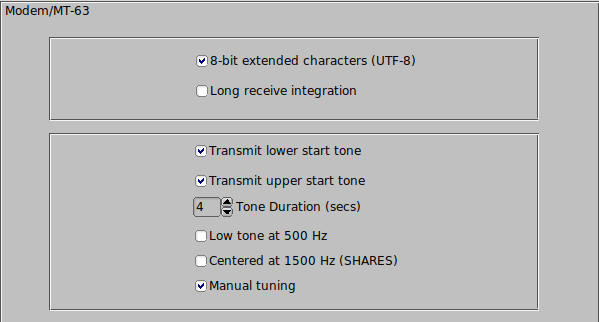 Modem/MT-63
8-bit extended characters (UTF-8)
Long receive integration
Transmit lower start tone
Transmit upper start tone
4 Tone Duration (secs)
Low tone at 500 Hz
Centered at 1500 Hz (SHARES)
Manual tuning